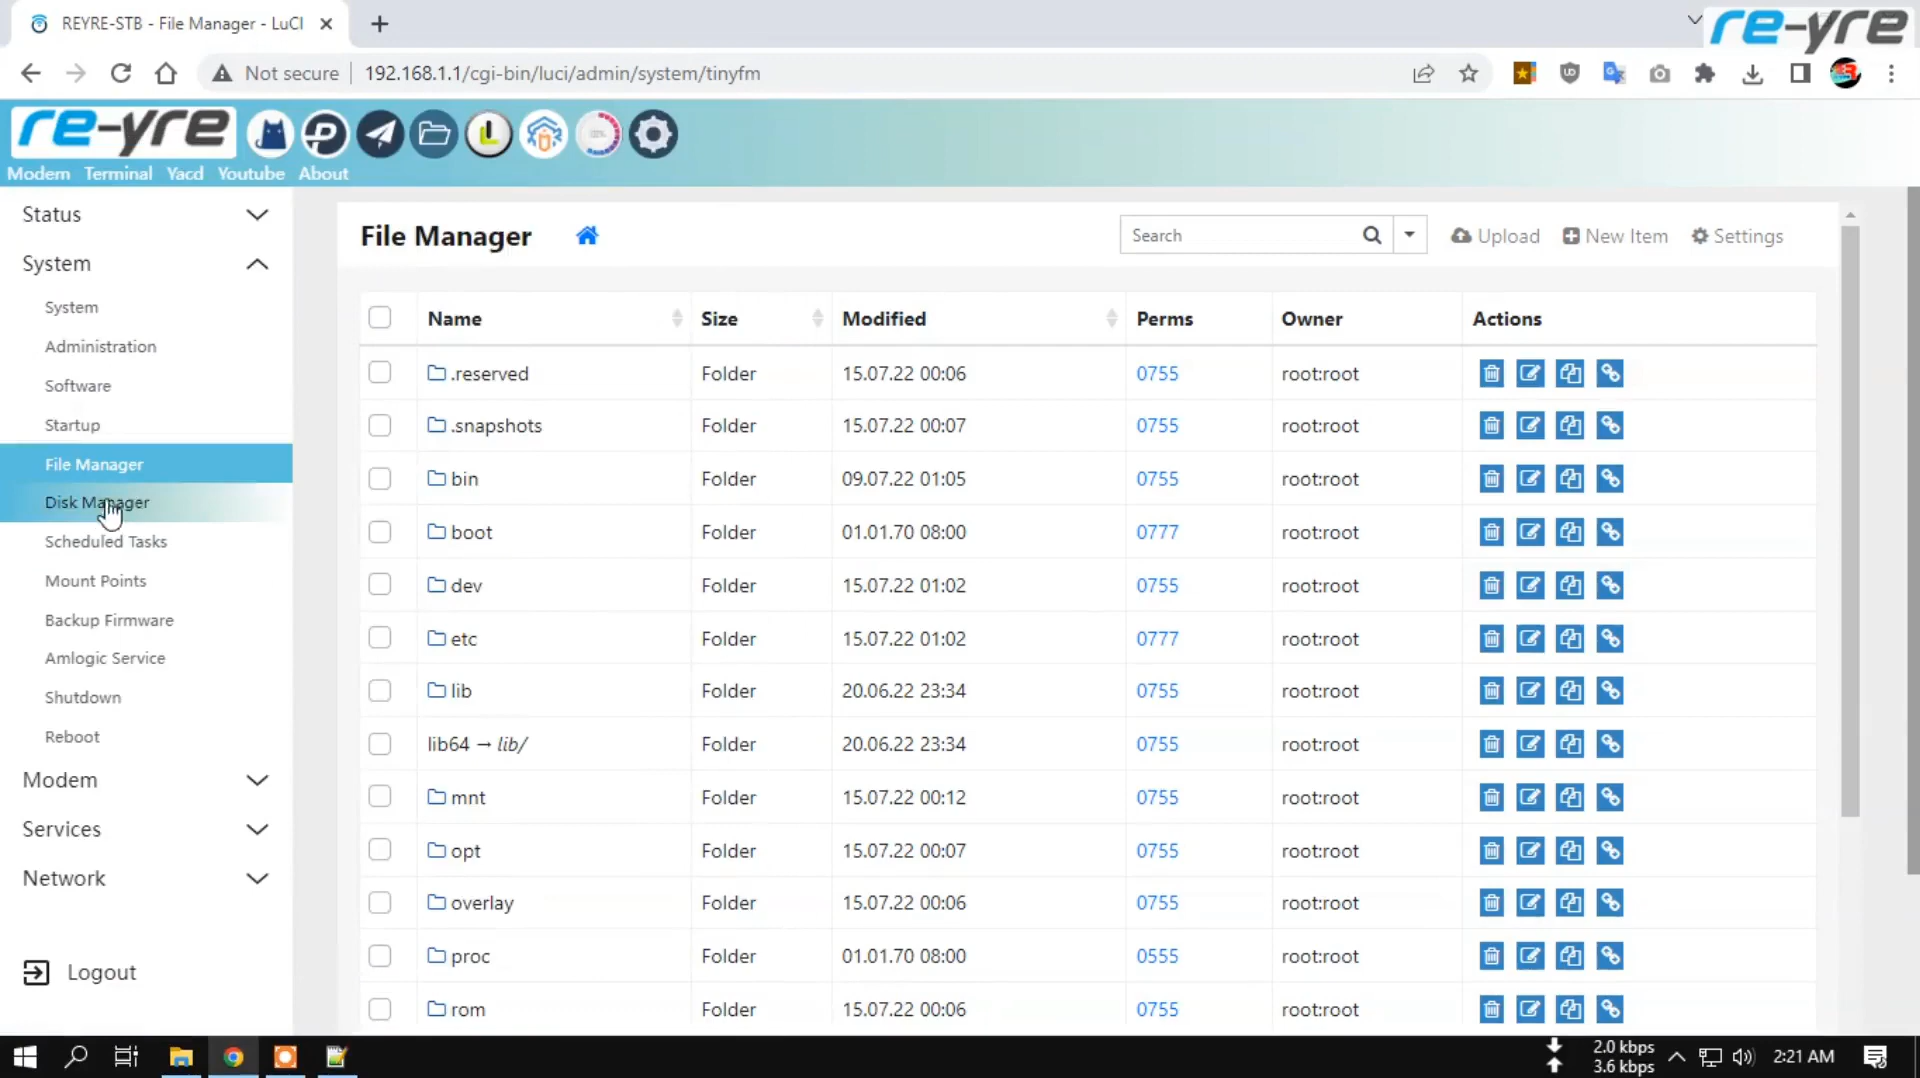 REYRE-STB - File Manager - LuCI
re-yre
Not secure
192.168.1.1/cgi-bin/luci/admin/system/tinyfm
re-yre
Modem Terminal Yacd Youtube About
Status
System
System
Administration
Software
Startup
File Manager
Disk Manager
Scheduled Tasks
Mount Points
Backup Firmware
Amlogic Service
Shutdown
Reboot
Modem
Services
Network
Logout
File Manager
Search
Upload
New Item
Settings
Name Size Modified Perms Owner Actions
.reserved Folder 15.07.22 00:06 0755 root:root
.snapshots Folder 15.07.22 00:07 0755 root:root
bin Folder 09.07.22 01:05 0755 root:root
boot Folder 01.01.70 08:00 0777 root:root
dev Folder 15.07.22 01:02 0755 root:root
etc Folder 15.07.22 01:02 0777 root:root
lib Folder 20.06.22 23:34 0755 root:root
lib64 → lib/ Folder 20.06.22 23:34 0755 root:root
mnt Folder 15.07.22 00:12 0755 root:root
opt Folder 15.07.22 00:07 0755 root:root
overlay Folder 15.07.22 00:06 0755 root:root
proc Folder 01.01.70 08:00 0555 root:root
rom Folder 15.07.22 00:06 0755 root:root
2.0 kbps
3.6 kbps
2:21 AM